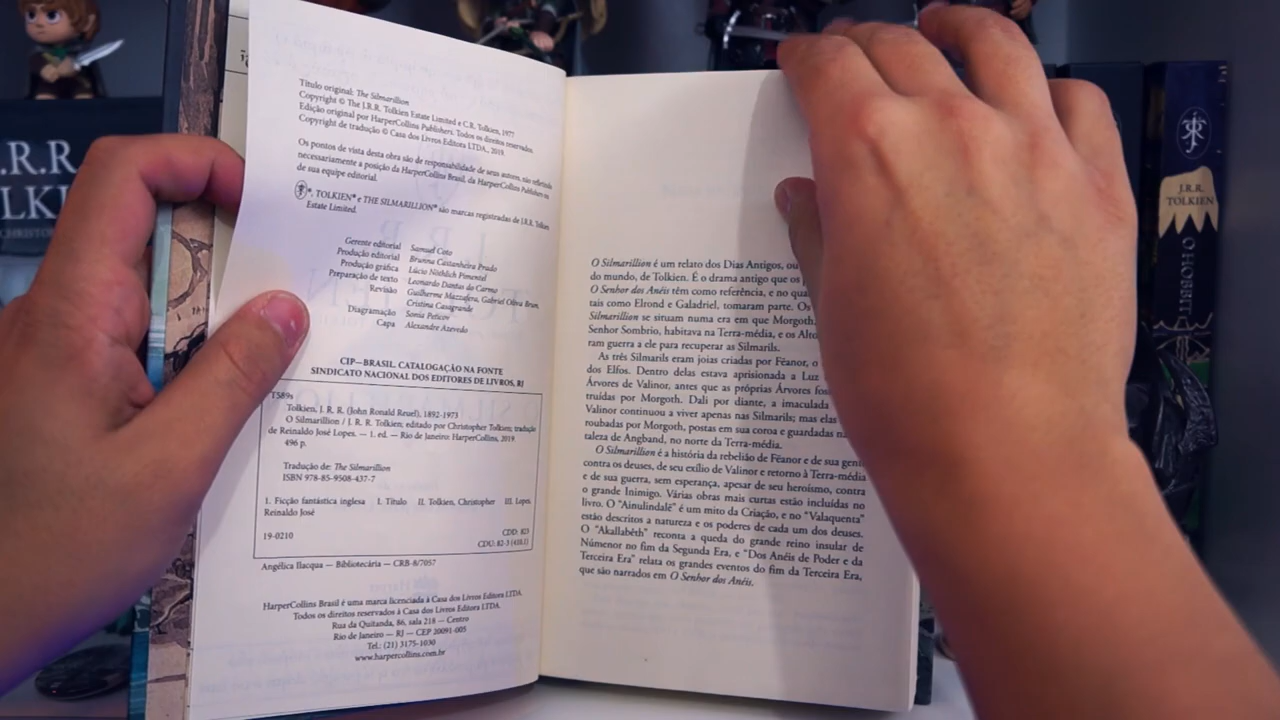 Título original: The Silmarillion
Copyright © The J.R.R. Tolkien Estate Limited e C.R. Tolkien, 1977
Edição original por HarperCollins Publishers. Todos os direitos reservados.
Copyright de tradução © Casa dos Livros Editora LTDA., 2019
Os pontos de vista desta obra são de responsabilidade de seus autores, não refletindo
necessariamente a posição da HarperCollins Brasil, da HarperCollins Publishers ou
de sua equipe editorial.
®, TOLKIEN® e THE SILMARILLION® são marcas registradas de J.R.R. Tolkien
Estate Limited.
Gerente editorial Samuel Coto
Produção editorial Brunna Castanheira Prado
Produção gráfica Lúcio Nöthlich Pimentel
Preparação de texto Leonardo Dantas do Carmo
Revisão Guilherme Mazzafera, Gabriel Oliva Brum,
Cristina Casagrande
Diagramação Sonia Peticov
Capa Alexandre Azevedo
CIP—BRASIL. CATALOGAÇÃO NA FONTE
SINDICATO NACIONAL DOS EDITORES DE LIVROS, RJ
T589s
Tolkien, J. R. R. (John Ronald Reuel), 1892-1973
O Silmarillion / J. R. R. Tolkien; editado por Christopher Tolkien; tradução
de Reinaldo José Lopes. — 1. ed. — Rio de Janeiro: HarperCollins, 2019.
496 p.
Tradução de: The Silmarillion
ISBN 978-85-9508-437-7
1. Ficção fantástica inglesa I. Título II. Tolkien, Christopher III. Lopes,
Reinaldo José
19-0210 CDD: 823
CDU: 82-3 (410.1)
Angélica Ilacqua — Bibliotecária — CRB-8/7057
HarperCollins Brasil é uma marca licenciada à Casa dos Livros Editora LTDA.
Todos os direitos reservados à Casa dos Livros Editora LTDA.
Rua da Quitanda, 86, sala 218 — Centro
Rio de Janeiro — RJ — CEP 20091-005
Tel.: (21) 3175-1030
www.harpercollins.com.br
O Silmarillion é um relato dos Dias Antigos, ou
do mundo, de Tolkien. É o drama antigo que os
O Senhor dos Anéis têm como referência, e no
tais como Elrond e Galadriel, tomaram parte. Os
Silmarillion se situam numa era em que Morgoth,
Senhor Sombrio, habitava na Terra-média, e os
ram guerra a ele para recuperar as Silmarils.
As três Silmarils eram joias criadas por Fëanor, o
dos Elfos. Dentro delas estava aprisionada a Luz
Árvores de Valinor, antes que as próprias Árvores
truídas por Morgoth. Dali por diante, a imaculada
Valinor continuou a viver apenas nas Silmarils; mas elas
roubadas por Morgoth, postas em sua coroa e guardadas
taleza de Angband, no norte da Terra-média.
O Silmarillion é a história da rebelião de Fëanor e de sua gente
contra os deuses, de seu exílio de Valinor e retorno à Terra-média
e de sua guerra, sem esperança, apesar de seu heroísmo, contra
o grande Inimigo. Várias obras mais curtas estão incluídas no
livro. O "Ainulindalë" é um mito da Criação, e no "Valaquenta"
estão descritos a natureza e os poderes de cada um dos deuses.
O "Akallabêth" reconta a queda do grande reino insular de
Númenor no fim da Segunda Era, e "Dos Anéis de Poder e da
Terceira Era" relata os grandes eventos do fim da Terceira Era,
que são narrados em O Senhor dos Anéis.
J.R.R.
TOLKIEN
O HOBBIT